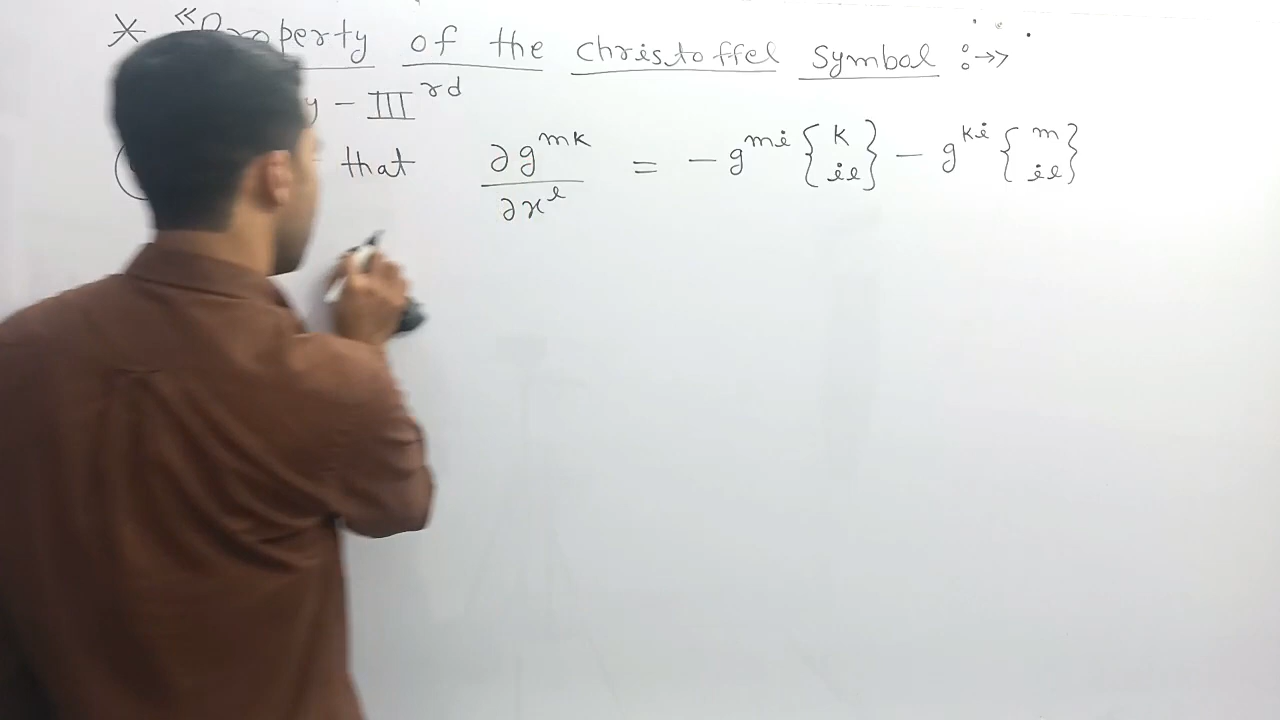 * «Property of the christoffel symbol :→>
y - III rd
that ∂g^{mk}/∂x^l = - g^{mi} {k il} - g^{ki} {m il}